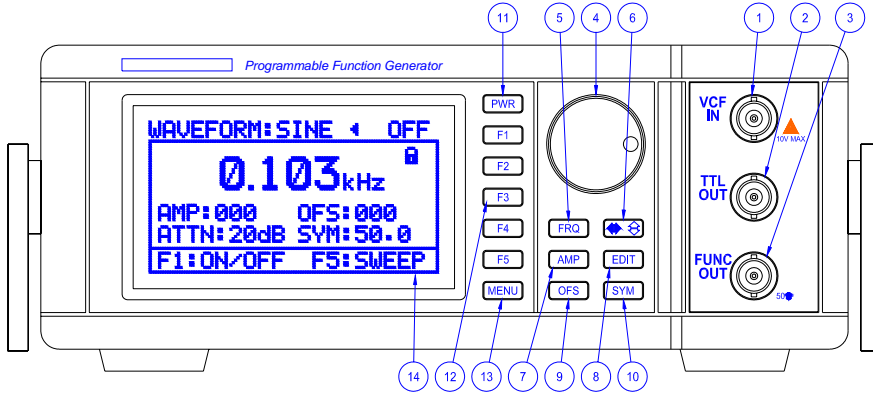 11 5 4 6 1 2 3
Programmable Function Generator
PWR
F1
F2
F3
F4
F5
MENU
WAVEFORM:SINE OFF
0.103kHz
AMP:000 OFS:000
ATTN:20dB SYM:50.0
F1:ON/OFF F5:SWEEP
FRQ
AMP EDIT
OFS SYM
VCF
IN
10V MAX
TTL
OUT
FUNC
OUT
14 12 13 7 9 8 10